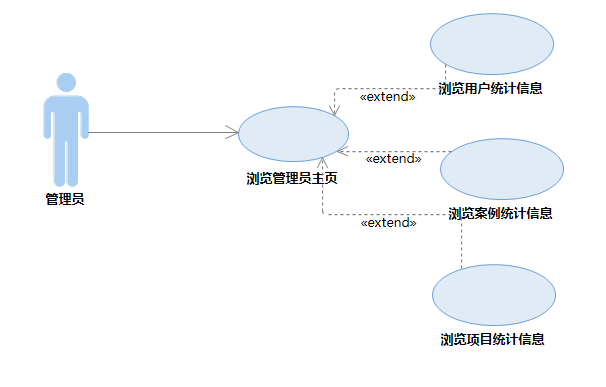 浏览用户统计信息
«extend»
«extend»
浏览管理员主页
管理员
浏览案例统计信息
«extend»
浏览项目统计信息